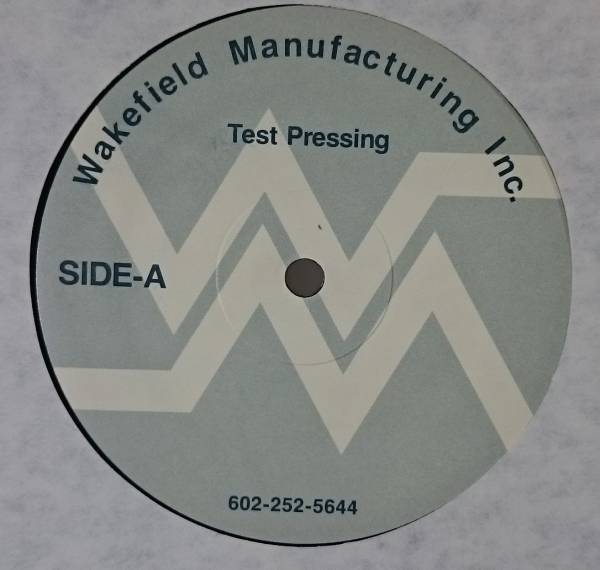 Wakefield Manufacturing Inc.
Test Pressing
SIDE-A
602-252-5644